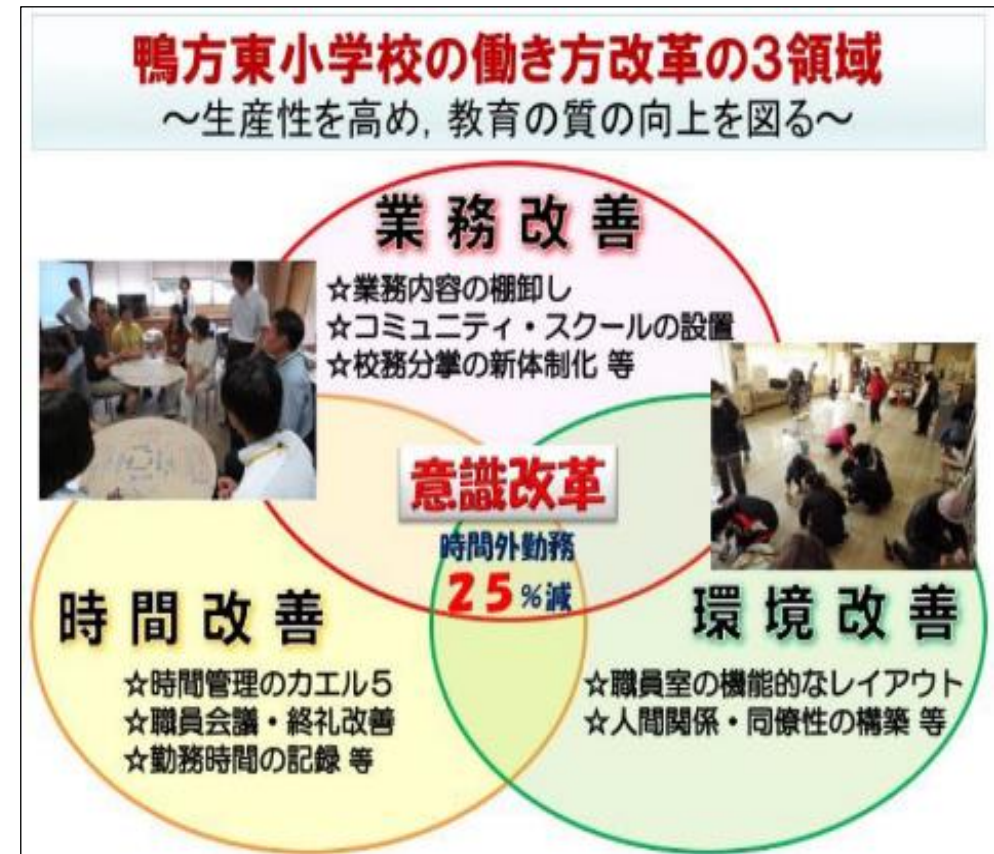 鴨方東小学校の働き方改革の3領域
～生産性を高め，教育の質の向上を図る～
業務改善
☆業務内容の棚卸し
☆コミュニティ・スクールの設置
☆校務分掌の新体制化 等
意識改革
時間外勤務
25%減
時間改善
☆時間管理のカエル5
☆職員会議・終礼改善
☆勤務時間の記録 等
環境改善
☆職員室の機能的なレイアウト
☆人間関係・同僚性の構築 等